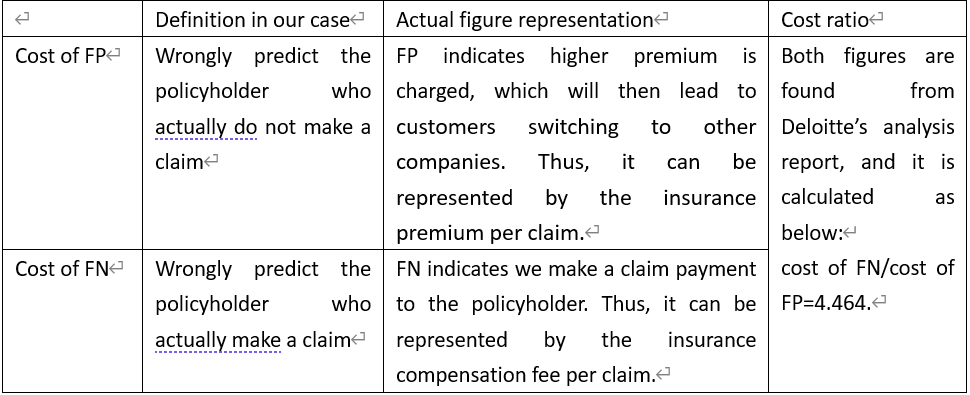 Definition in our case
Actual figure representation
Cost ratio
Cost of FP
Wrongly predict the
policyholder who
actually do not make a
claim
FP indicates higher premium is
charged, which will then lead to
customers switching to other
companies. Thus, it can be
represented by the insurance
premium per claim.
Both figures are
found from
Deloitte’s analysis
report, and it is
calculated as
below:
cost of FN/cost of
FP=4.464.
Cost of FN
Wrongly predict the
policyholder who
actually make a claim
FN indicates we make a claim payment
to the policyholder. Thus, it can be
represented by the insurance
compensation fee per claim.